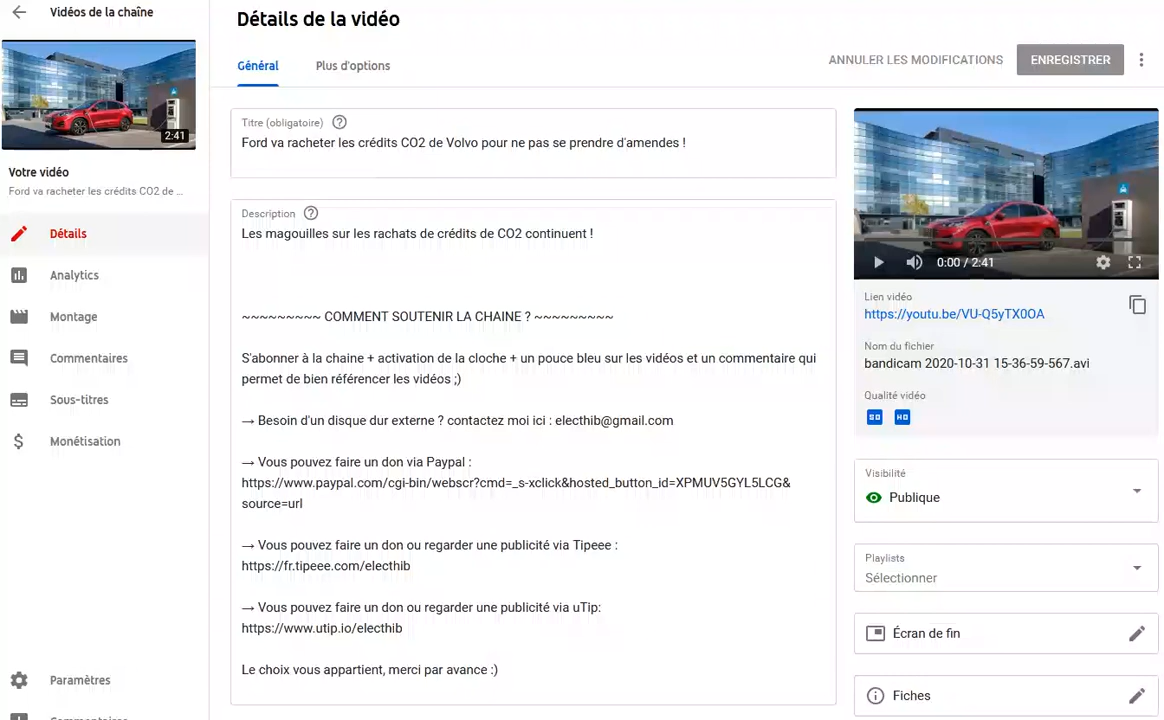 Vidéos de la chaîne
2:41
Votre vidéo
Ford va racheter les crédits CO2 de ...
Détails
Analytics
Montage
Commentaires
Sous-titres
Monétisation
Paramètres
Commentaires
Détails de la vidéo
Général
Plus d'options
ANNULER LES MODIFICATIONS
ENREGISTRER
Titre (obligatoire)
Ford va racheter les crédits CO2 de Volvo pour ne pas se prendre d'amendes !
Description
Les magouilles sur les rachats de crédits de CO2 continuent !
~~~~~~~~~ COMMENT SOUTENIR LA CHAINE ? ~~~~~~~~~
S'abonner à la chaine + activation de la cloche + un pouce bleu sur les vidéos et un commentaire qui
permet de bien référencer les vidéos ;)
→ Besoin d'un disque dur externe ? contactez moi ici : electhib@gmail.com
→ Vous pouvez faire un don via Paypal :
https://www.paypal.com/cgi-bin/webscr?cmd=_s-xclick&hosted_button_id=XPMUV5GYL5LCG&
source=url
→ Vous pouvez faire un don ou regarder une publicité via Tipeee :
https://fr.tipeee.com/electhib
→ Vous pouvez faire un don ou regarder une publicité via uTip:
https://www.utip.io/electhib
Le choix vous appartient, merci par avance :)
0:00 / 2:41
Lien vidéo
https://youtu.be/VU-Q5yTX0OA
Nom du fichier
bandicam 2020-10-31 15-36-59-567.avi
Qualité vidéo
SD HD
Visibilité
Publique
Playlists
Sélectionner
Écran de fin
Fiches